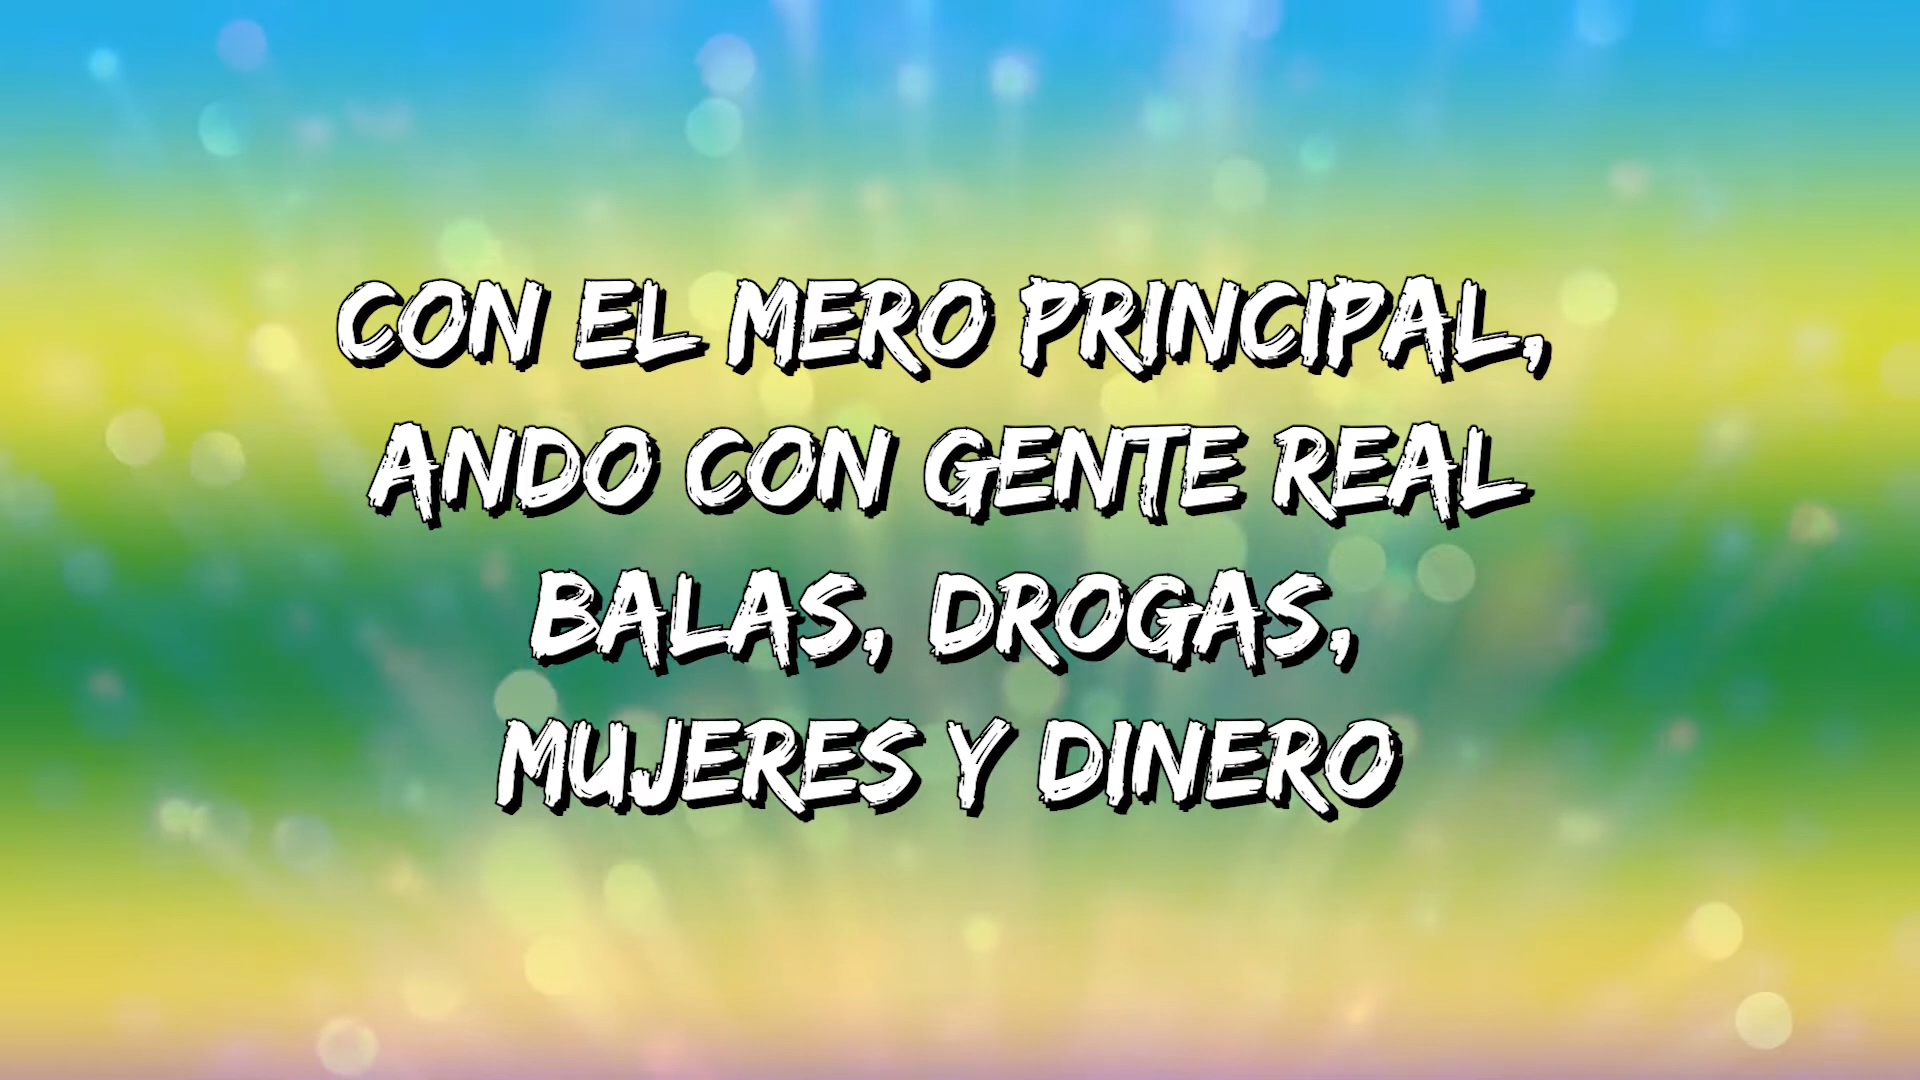 CON EL MERO PRINCIPAL,
ANDO CON GENTE REAL
BALAS, DROGAS,
MUJERES Y DINERO